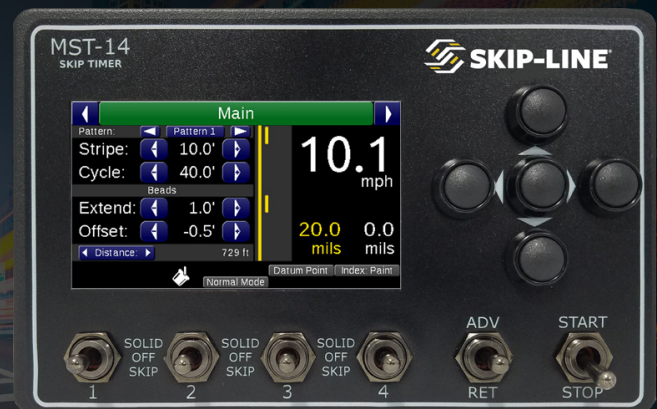 MST-14
SKIP TIMER
SKIP-LINE
Main
Pattern: Pattern 1
Stripe: 10.0'
Cycle: 40.0'
Beads
Extend: 1.0'
Offset: -0.5'
Distance: 729 ft
10.1
mph
20.0 0.0
mils mils
Datum Point Index: Paint
Normal Mode
ADV START
SOLID SOLID SOLID
OFF OFF OFF
SKIP SKIP SKIP
1 2 3 4 RET STOP